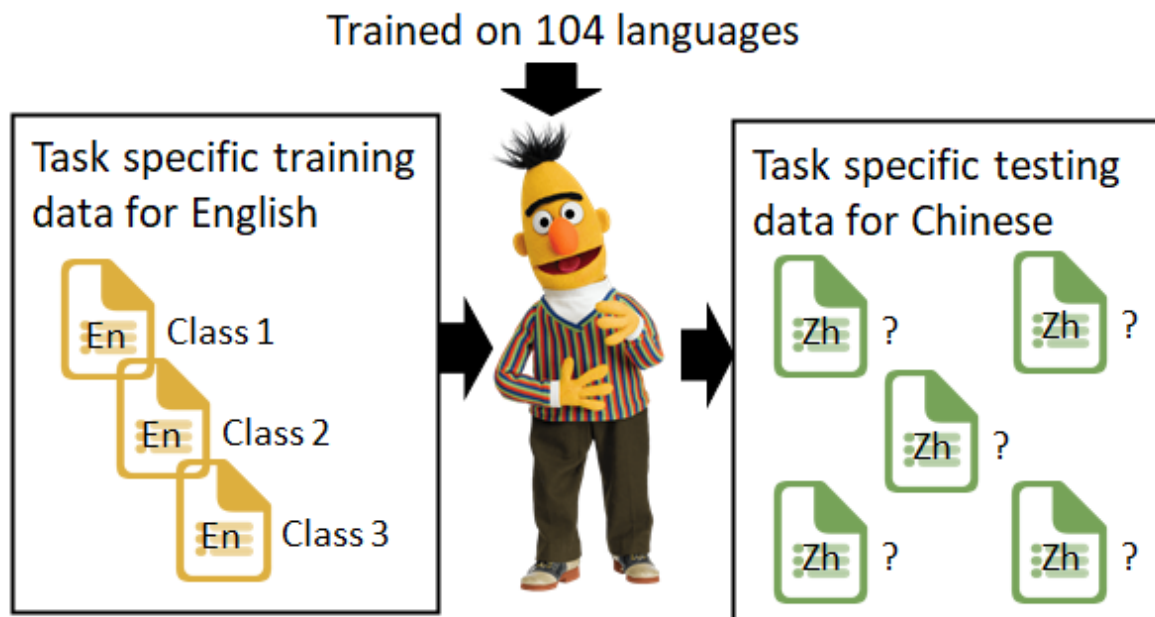 Trained on 104 languages
Task specific training
data for English
En
Class 1
En
Class 2
En
Class 3
Task specific testing
data for Chinese
Zh ?
Zh ?
Zh ?
Zh ?
Zh ?